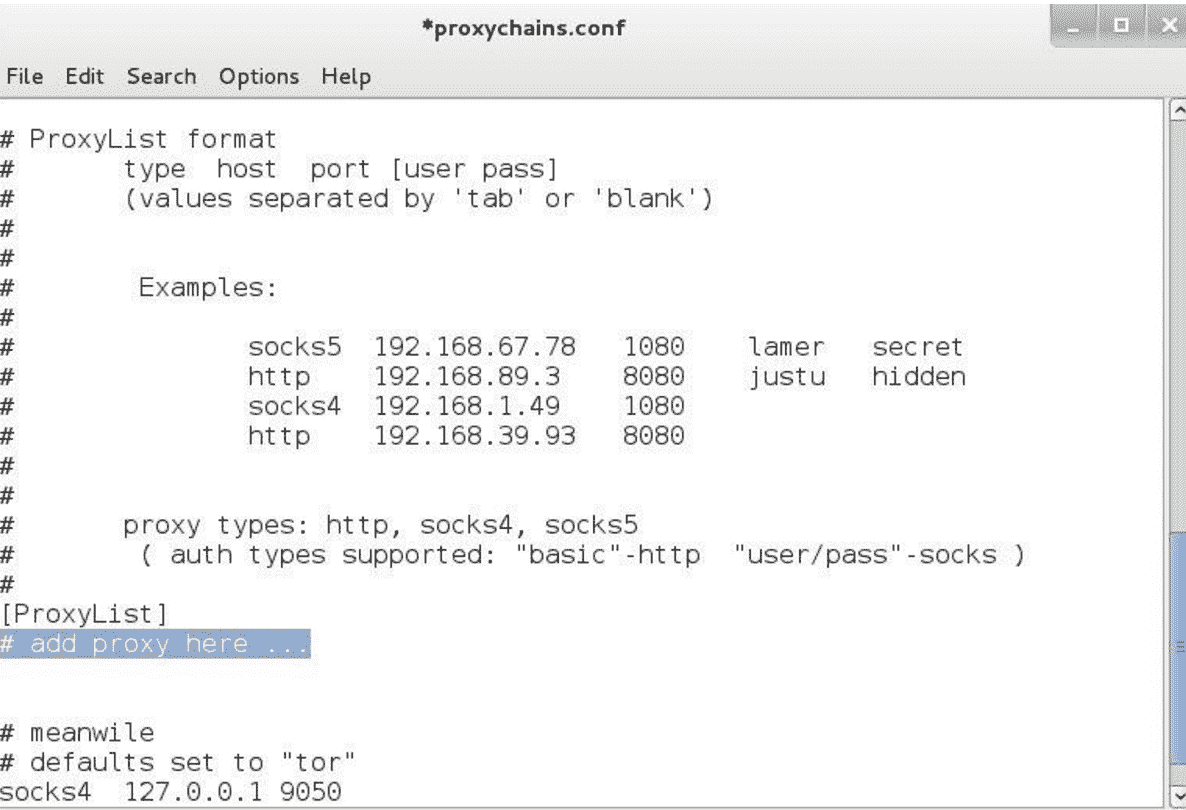 *proxychains.conf
File Edit Search Options Help
# ProxyList format
# type host port [user pass]
# (values separated by 'tab' or 'blank')
#
#
# Examples:
#
# socks5 192.168.67.78 1080 lamer secret
# http 192.168.89.3 8080 justu hidden
# socks4 192.168.1.49 1080
# http 192.168.39.93 8080
#
#
# proxy types: http, socks4, socks5
# ( auth types supported: "basic"-http "user/pass"-socks )
#
[ProxyList]
# add proxy here ...
# meanwile
# defaults set to "tor"
socks4 127.0.0.1 9050